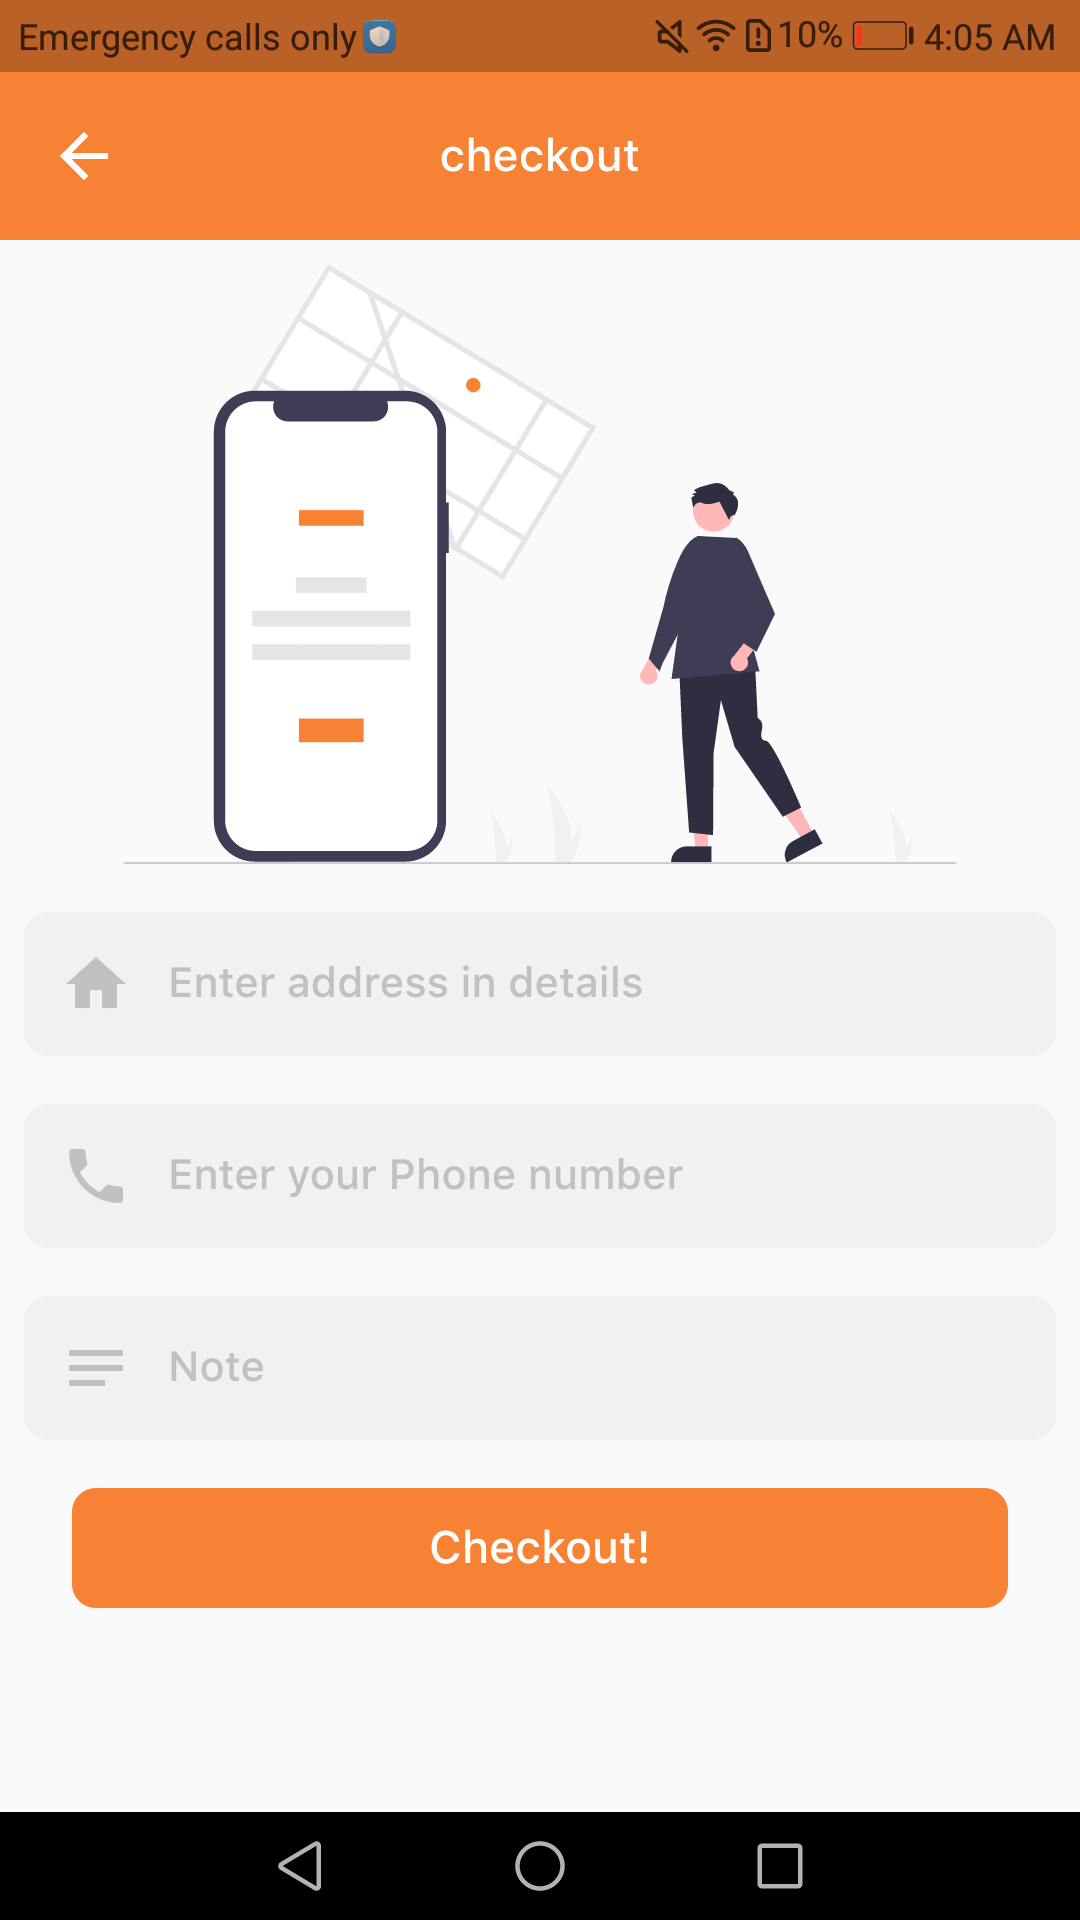 Emergency calls only 10% 4:05 AM
checkout
Enter address in details
Enter your Phone number
Note
Checkout!